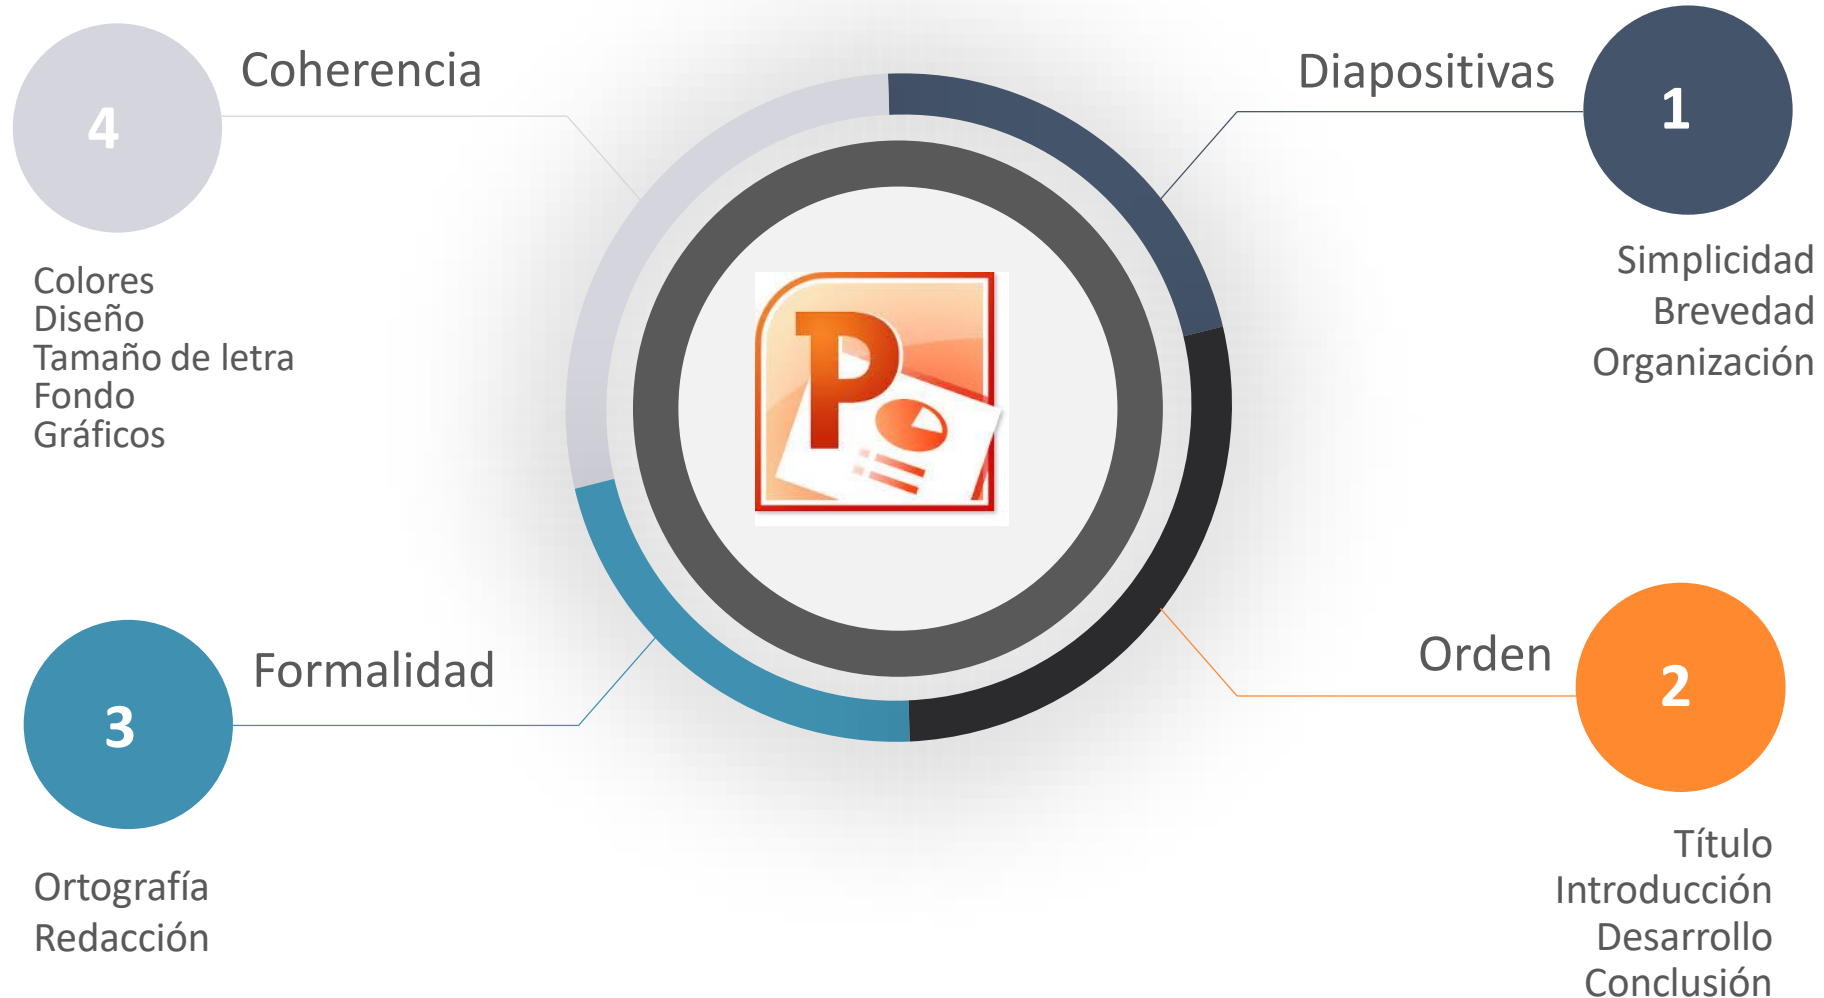 1
Diapositivas
Simplicidad
Brevedad
Organización
2
Orden
Título
Introducción
Desarrollo
Conclusión
3
Formalidad
Ortografía
Redacción
4
Coherencia
Colores
Diseño
Tamaño de letra
Fondo
Gráficos
P